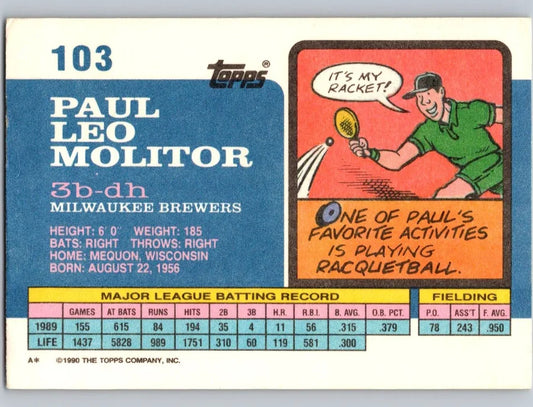 103
TOPPS®
PAUL
LEO
MOLITOR
3b-dh
MILWAUKEE BREWERS
HEIGHT: 6' 0" WEIGHT: 185
BATS: RIGHT THROWS: RIGHT
HOME: MEQUON, WISCONSIN
BORN: AUGUST 22, 1956
IT'S MY
RACKET!
ONE OF PAUL'S
FAVORITE ACTIVITIES
IS PLAYING
RACQUETBALL.
MAJOR LEAGUE BATTING RECORD FIELDING
GAMES AT BATS RUNS HITS 2B 3B H.R. R.B.I. B. AVG. O.B. PCT. P.O. ASS'T F. AVG.
1989 155 615 84 194 35 4 11 56 .315 .379 78 243 .950
LIFE 1437 5828 989 1751 310 60 119 581 .300
A* ©1990 THE TOPPS COMPANY, INC.